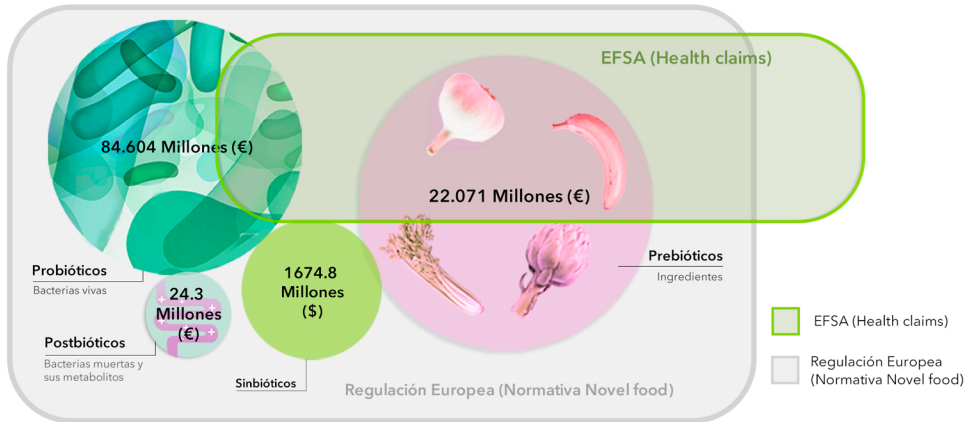 EFSA (Health claims)
84.604 Millones (€)
22.071 Millones (€)
Probióticos
Bacterias vivas
24.3
Millones
(€)
1674.8
Millones
($)
Prebióticos
Ingredientes
Postbióticos
Bacterias muertas y
sus metabolitos
Sinbióticos
Regulación Europea (Normativa Novel food)
EFSA (Health claims)
Regulación Europea
(Normativa Novel food)